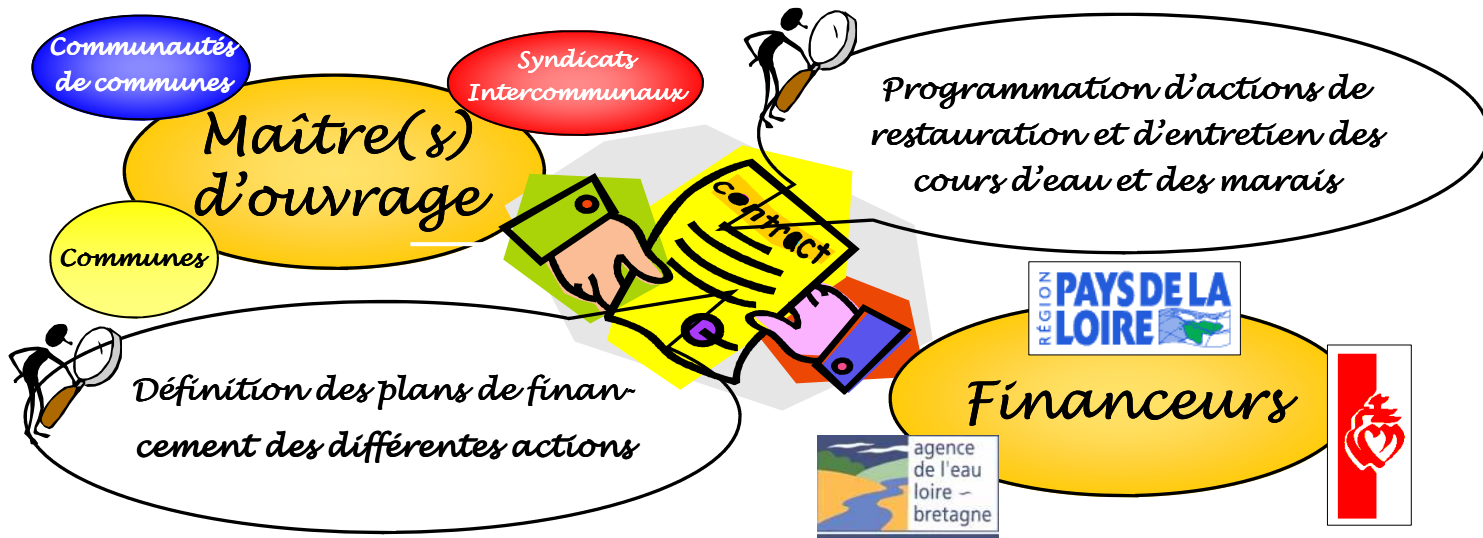 Communautés
de communes
Syndicats
Intercommunaux
Maître(s)
d'ouvrage
Communes
Programmation d'actions de
restauration et d'entretien des
cours d'eau et des marais
contract
Définition des plans de finan-
cement des différentes actions
RÉGION
PAYS DE LA
LOIRE
Financeurs
agence
de l'eau
loire ~
bretagne